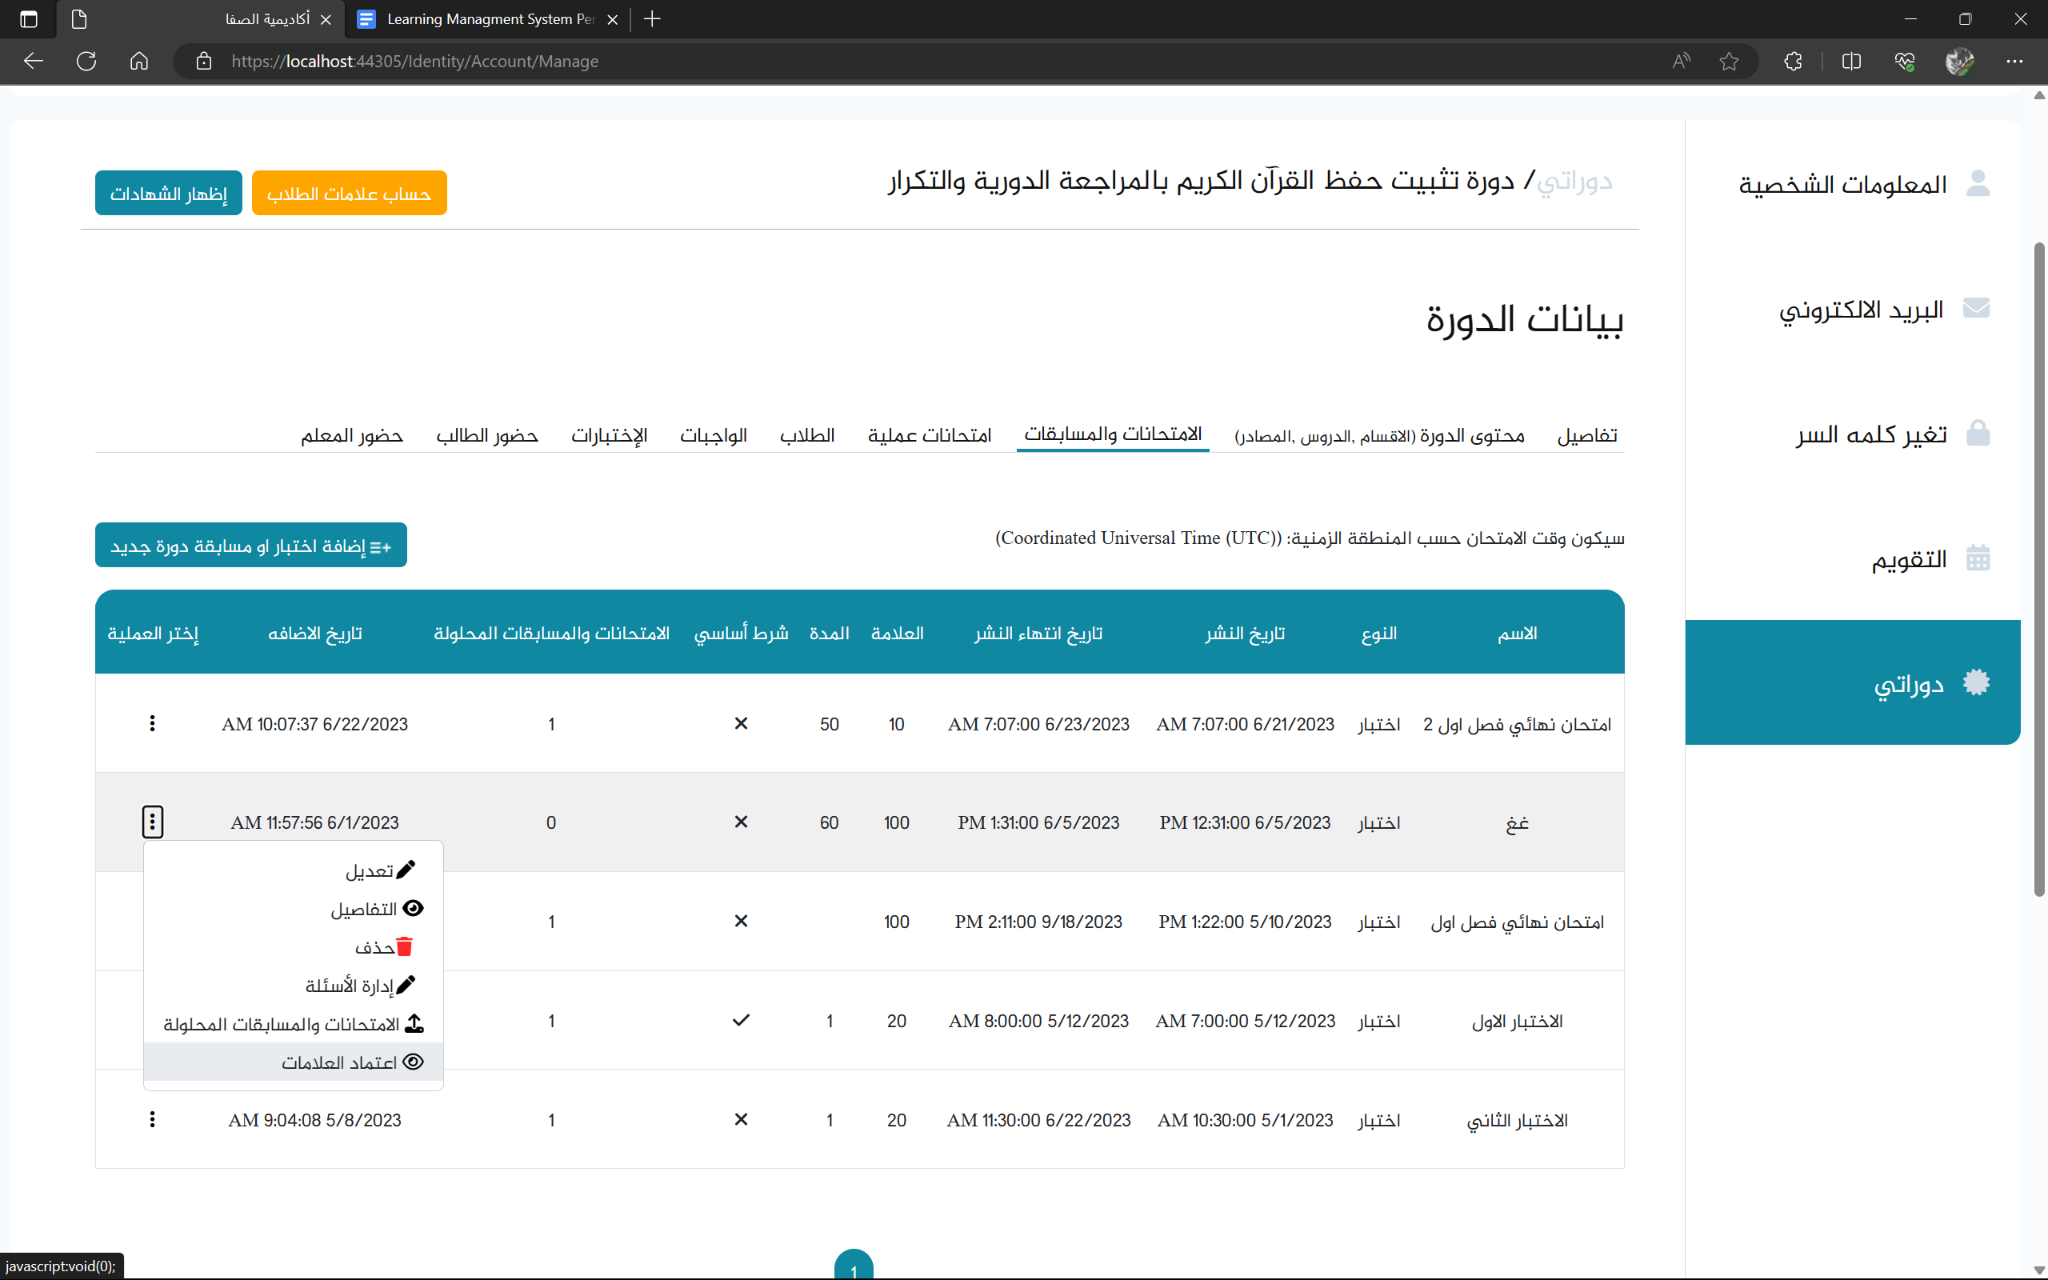 أكاديمية الصفا
Learning Managment System Per
https://localhost:44305/Identity/Account/Manage
دوراتي/ دورة تثبيت حفظ القرآن الكريم بالمراجعة الدورية والتكرار
حساب علامات الطلاب
إظهار الشهادات
المعلومات الشخصية
البريد الالكتروني
تغير كلمه السر
التقويم
دوراتي
بيانات الدورة
تفاصيل
محتوى الدورة (الاقسام ,الدروس ,المصادر)
الامتحانات والمسابقات
امتحانات عملية
الطلاب
الواجبات
الإختبارات
حضور الطالب
حضور المعلم
سيكون وقت الامتحان حسب المنطقة الزمنية: ((Coordinated Universal Time (UTC)
إضافة اختبار او مسابقة دورة جديد
الاسم النوع تاريخ النشر تاريخ انتهاء النشر العلامة المدة شرط أساسي الامتحانات والمسابقات المحلولة تاريخ الاضافه إختر العملية
امتحان نهائي فصل اول 2 اختبار 6/21/2023 7:07:00 AM 6/23/2023 7:07:00 AM 10 50 1 6/22/2023 10:07:37 AM
غغ اختبار 6/5/2023 12:31:00 PM 6/5/2023 1:31:00 PM 100 60 0 6/1/2023 11:57:56 AM
امتحان نهائي فصل اول اختبار 5/10/2023 1:22:00 PM 9/18/2023 2:11:00 PM 100 1
الاختبار الاول اختبار 5/12/2023 7:00:00 AM 5/12/2023 8:00:00 AM 20 1 1
الاختبار الثاني اختبار 5/1/2023 10:30:00 AM 6/22/2023 11:30:00 AM 20 1 1 5/8/2023 9:04:08 AM
تعديل
التفاصيل
حذف
إدارة الأسئلة
الامتحانات والمسابقات المحلولة
اعتماد العلامات
1
javascript:void(0);